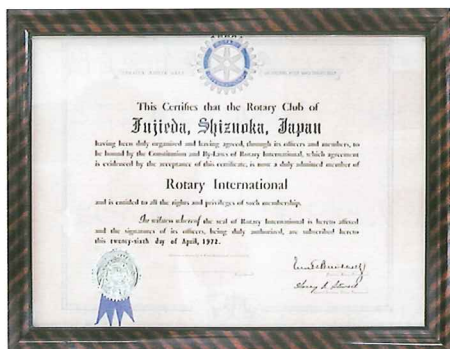 This Certifies that the Rotary Club of
Fujieda, Shizuoka, Japan
having been duly organized and having agreed, through its officers and members, to
be bound by the Constitution and By-Laws of Rotary International, which agreement
is evidenced by the acceptance of this certificate, is now a duly admitted member of
Rotary International
and is entitled to all the rights and privileges of such membership.
In witness whereof the seal of Rotary International is hereto affixed
and the signatures of its officers, being duly authorized, are subscribed hereto
this twenty-sixth day of April, 1972.